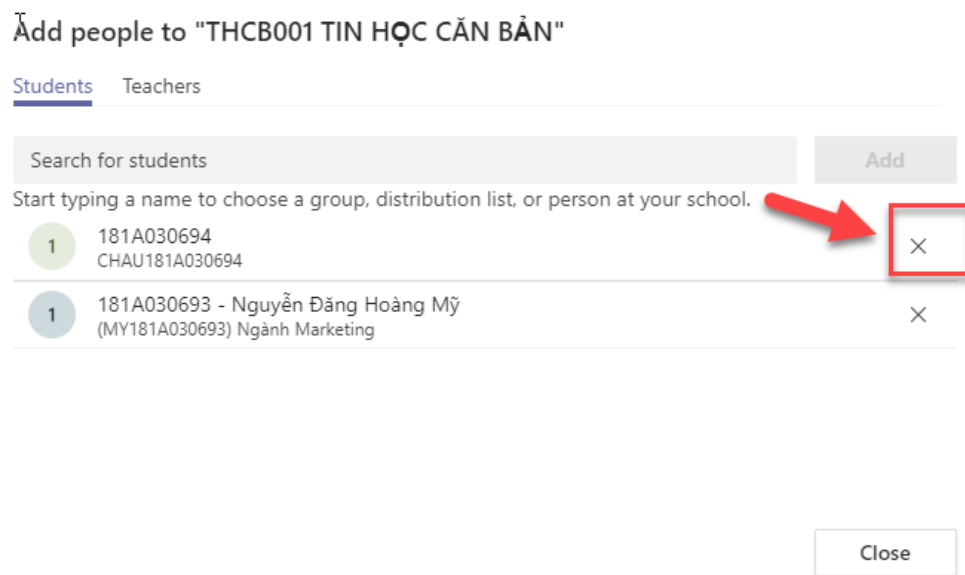 Add people to "THCB001 TIN HỌC CĂN BẢN"
Students Teachers
Search for students Add
Start typing a name to choose a group, distribution list, or person at your school.
1 181A030694
CHAU181A030694
1 181A030693 - Nguyễn Đăng Hoàng Mỹ
(MY181A030693) Ngành Marketing
Close